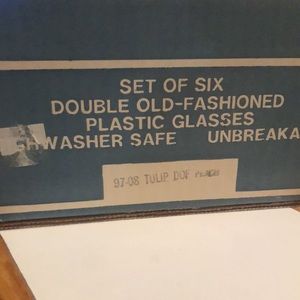 SET OF SIX
DOUBLE OLD-FASHIONED
PLASTIC GLASSES
HWASHER SAFE UNBREAKA
97-08 TULIP DOF